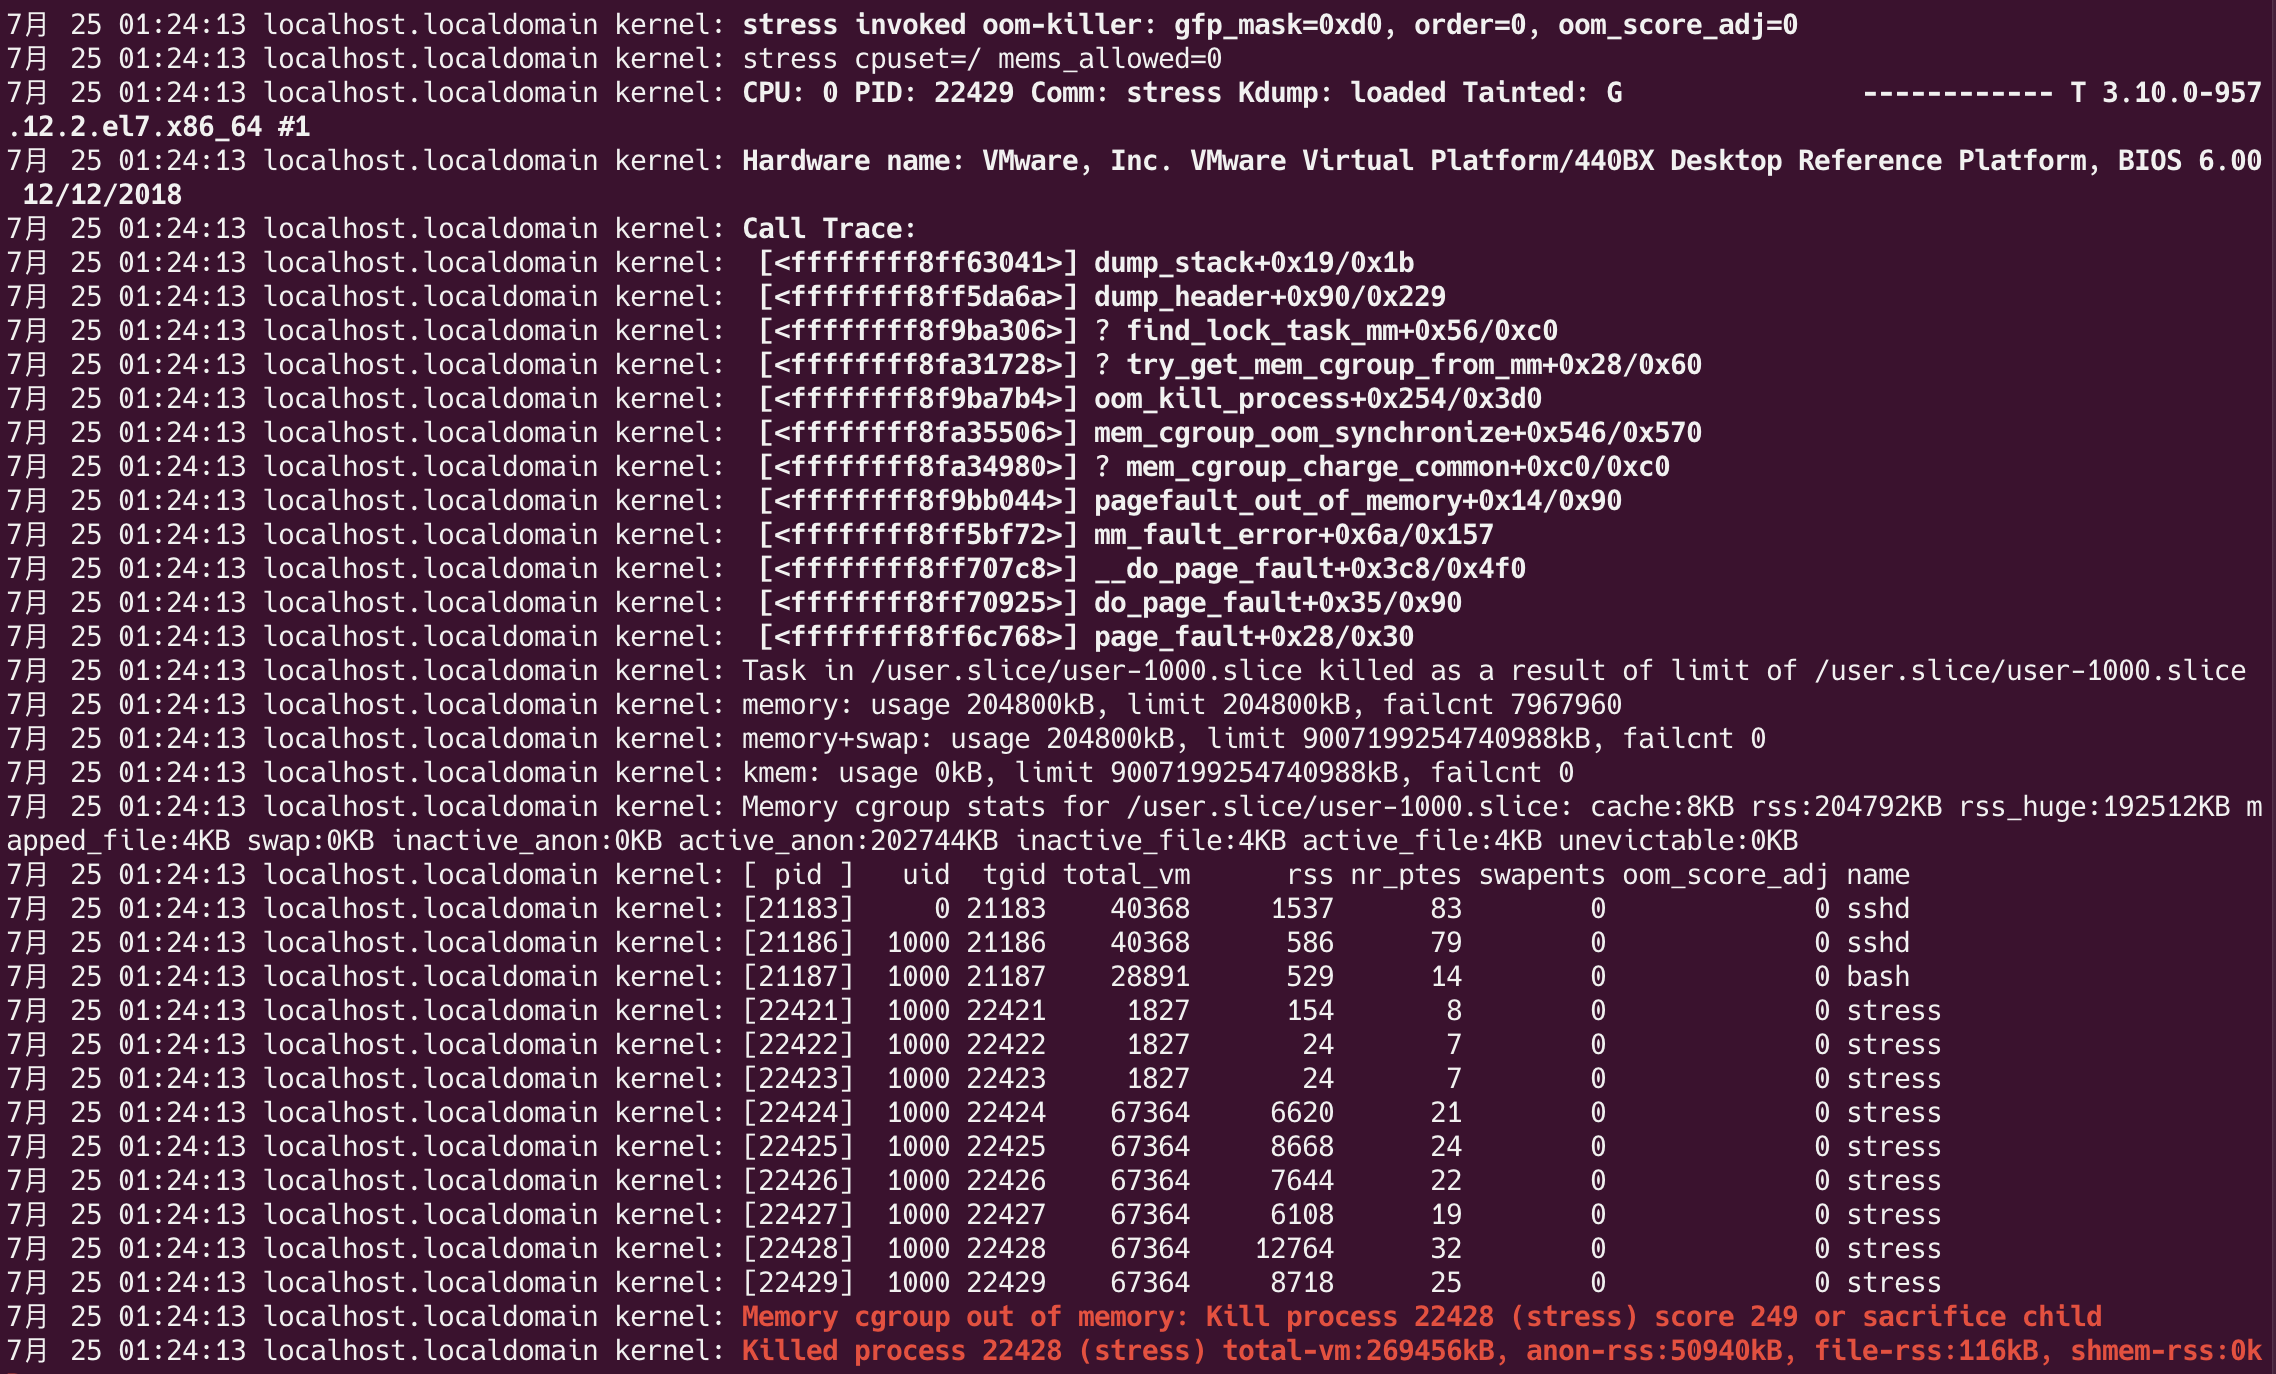 7月 25 01:24:13 localhost.localdomain kernel: stress invoked oom-killer: gfp_mask=0xd0, order=0, oom_score_adj=0
7月 25 01:24:13 localhost.localdomain kernel: stress cpuset=/ mems_allowed=0
7月 25 01:24:13 localhost.localdomain kernel: CPU: 0 PID: 22429 Comm: stress Kdump: loaded Tainted: G               ------------ T 3.10.0-957
.12.2.el7.x86_64 #1
7月 25 01:24:13 localhost.localdomain kernel: Hardware name: VMware, Inc. VMware Virtual Platform/440BX Desktop Reference Platform, BIOS 6.00
 12/12/2018
7月 25 01:24:13 localhost.localdomain kernel: Call Trace:
7月 25 01:24:13 localhost.localdomain kernel:  [<ffffffff8ff63041>] dump_stack+0x19/0x1b
7月 25 01:24:13 localhost.localdomain kernel:  [<ffffffff8ff5da6a>] dump_header+0x90/0x229
7月 25 01:24:13 localhost.localdomain kernel:  [<ffffffff8f9ba306>] ? find_lock_task_mm+0x56/0xc0
7月 25 01:24:13 localhost.localdomain kernel:  [<ffffffff8fa31728>] ? try_get_mem_cgroup_from_mm+0x28/0x60
7月 25 01:24:13 localhost.localdomain kernel:  [<ffffffff8f9ba7b4>] oom_kill_process+0x254/0x3d0
7月 25 01:24:13 localhost.localdomain kernel:  [<ffffffff8fa35506>] mem_cgroup_oom_synchronize+0x546/0x570
7月 25 01:24:13 localhost.localdomain kernel:  [<ffffffff8fa34980>] ? mem_cgroup_charge_common+0xc0/0xc0
7月 25 01:24:13 localhost.localdomain kernel:  [<ffffffff8f9bb044>] pagefault_out_of_memory+0x14/0x90
7月 25 01:24:13 localhost.localdomain kernel:  [<ffffffff8ff5bf72>] mm_fault_error+0x6a/0x157
7月 25 01:24:13 localhost.localdomain kernel:  [<ffffffff8ff707c8>] __do_page_fault+0x3c8/0x4f0
7月 25 01:24:13 localhost.localdomain kernel:  [<ffffffff8ff70925>] do_page_fault+0x35/0x90
7月 25 01:24:13 localhost.localdomain kernel:  [<ffffffff8ff6c768>] page_fault+0x28/0x30
7月 25 01:24:13 localhost.localdomain kernel: Task in /user.slice/user-1000.slice killed as a result of limit of /user.slice/user-1000.slice
7月 25 01:24:13 localhost.localdomain kernel: memory: usage 204800kB, limit 204800kB, failcnt 7967960
7月 25 01:24:13 localhost.localdomain kernel: memory+swap: usage 204800kB, limit 9007199254740988kB, failcnt 0
7月 25 01:24:13 localhost.localdomain kernel: kmem: usage 0kB, limit 9007199254740988kB, failcnt 0
7月 25 01:24:13 localhost.localdomain kernel: Memory cgroup stats for /user.slice/user-1000.slice: cache:8KB rss:204792KB rss_huge:192512KB m
apped_file:4KB swap:0KB inactive_anon:0KB active_anon:202744KB inactive_file:4KB active_file:4KB unevictable:0KB
7月 25 01:24:13 localhost.localdomain kernel: [ pid ]   uid  tgid total_vm      rss nr_ptes swapents oom_score_adj name
7月 25 01:24:13 localhost.localdomain kernel: [21183]     0 21183    40368     1537      83        0             0 sshd
7月 25 01:24:13 localhost.localdomain kernel: [21186]  1000 21186    40368      586      79        0             0 sshd
7月 25 01:24:13 localhost.localdomain kernel: [21187]  1000 21187    28891      529      14        0             0 bash
7月 25 01:24:13 localhost.localdomain kernel: [22421]  1000 22421     1827      154       8        0             0 stress
7月 25 01:24:13 localhost.localdomain kernel: [22422]  1000 22422     1827       24       7        0             0 stress
7月 25 01:24:13 localhost.localdomain kernel: [22423]  1000 22423     1827       24       7        0             0 stress
7月 25 01:24:13 localhost.localdomain kernel: [22424]  1000 22424    67364     6620      21        0             0 stress
7月 25 01:24:13 localhost.localdomain kernel: [22425]  1000 22425    67364     8668      24        0             0 stress
7月 25 01:24:13 localhost.localdomain kernel: [22426]  1000 22426    67364     7644      22        0             0 stress
7月 25 01:24:13 localhost.localdomain kernel: [22427]  1000 22427    67364     6108      19        0             0 stress
7月 25 01:24:13 localhost.localdomain kernel: [22428]  1000 22428    67364    12764      32        0             0 stress
7月 25 01:24:13 localhost.localdomain kernel: [22429]  1000 22429    67364     8718      25        0             0 stress
7月 25 01:24:13 localhost.localdomain kernel: Memory cgroup out of memory: Kill process 22428 (stress) score 249 or sacrifice child
7月 25 01:24:13 localhost.localdomain kernel: Killed process 22428 (stress) total-vm:269456kB, anon-rss:50940kB, file-rss:116kB, shmem-rss:0k